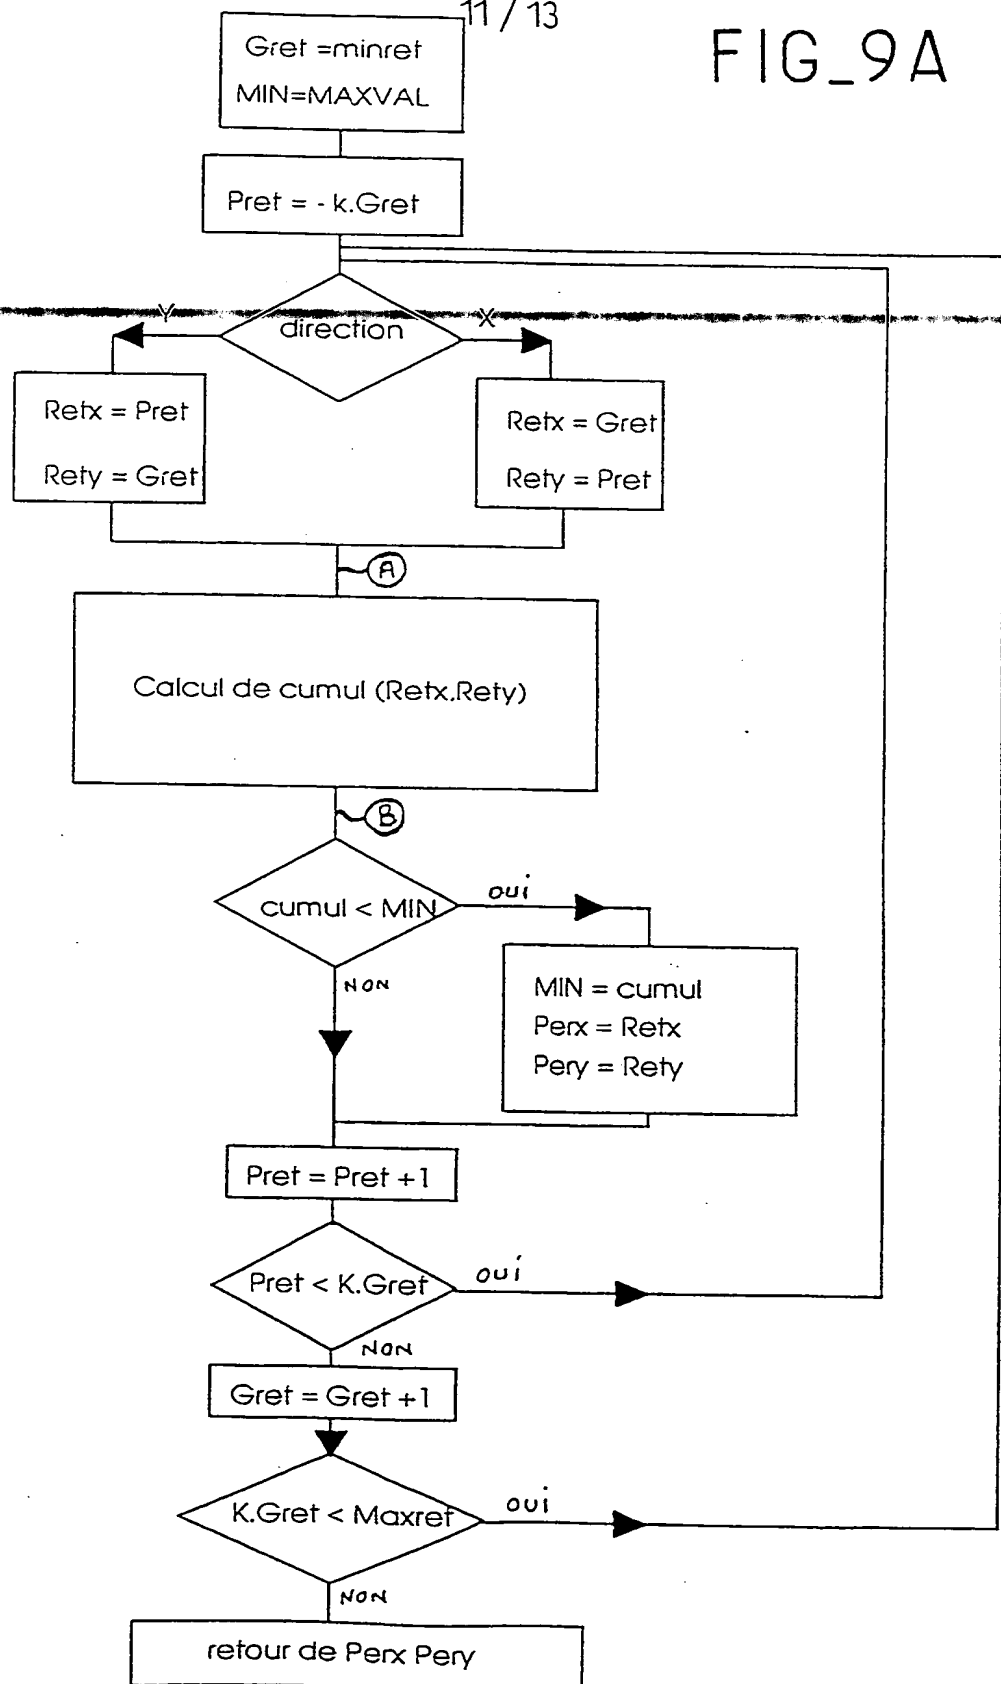 11/13
FIG_9A
Gret =minret
MIN=MAXVAL
Pret = - k.Gret
Y
direction
X
Retx = Pret
Rety = Gret
Retx = Gret
Rety = Pret
A
Calcul de cumul (Retx.Rety)
B
cumul < MIN
oui
NON
MIN = cumul
Perx = Retx
Pery = Rety
Pret = Pret +1
Pret < K.Gret
oui
NON
Gret = Gret +1
K.Gret < Maxret
oui
NON
retour de Perx Pery